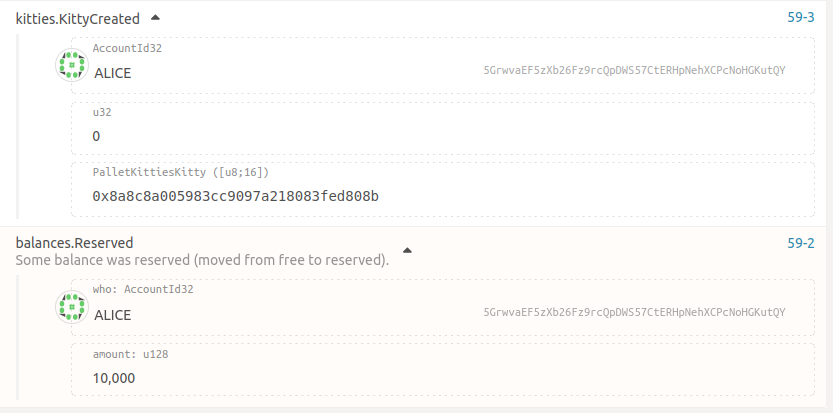 kitties.KittyCreated
59-3
AccountId32
ALICE
5GrwvaEF5zXb26Fz9rcQpDWS57CtERHpNehXCPcNoHGKutQY
u32
0
PalletKittiesKitty ([u8;16])
0x8a8c8a005983cc9097a218083fed808b
balances.Reserved
59-2
Some balance was reserved (moved from free to reserved).
who: AccountId32
ALICE
5GrwvaEF5zXb26Fz9rcQpDWS57CtERHpNehXCPcNoHGKutQY
amount: u128
10,000